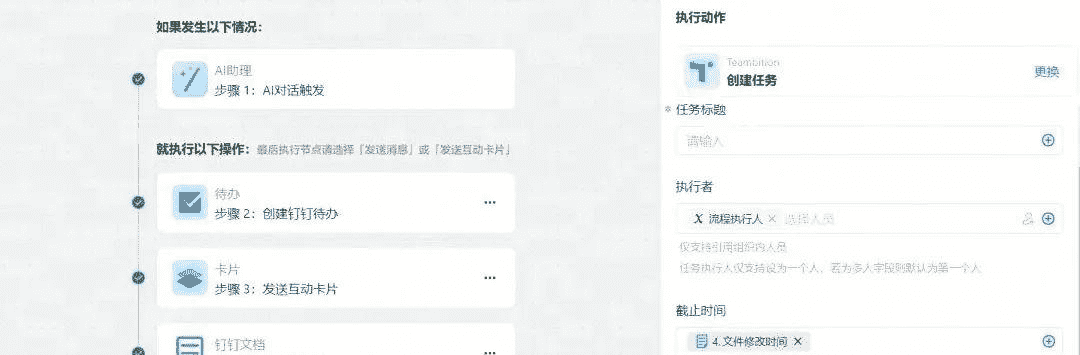 如果发生以下情况：
AI助理
步骤 1：AI对话触发
就执行以下操作： 最后执行节点请选择「发送消息」或「发送互动卡片」
待办
步骤 2：创建钉钉待办
卡片
步骤 3：发送互动卡片
钉钉文档
执行动作
Teambition
创建任务
更换
* 任务标题
请输入
执行者
流程执行人 × 选择人员
仅支持引用组织内人员
任务执行人仅支持设为一个人，若为多人字段则默认为第一个人
截止时间
4.文件修改时间 ×